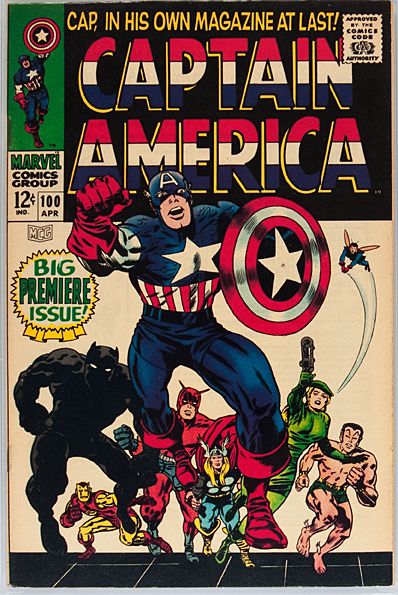 CAP, IN HIS OWN MAGAZINE AT LAST!
APPROVED
BY THE
COMICS
CODE
AUTHORITY
CAPTAIN
AMERICA
TM
MARVEL
COMICS
GROUP
12¢
IND.
100
APR
MCG
BIG
PREMIERE
ISSUE!
A